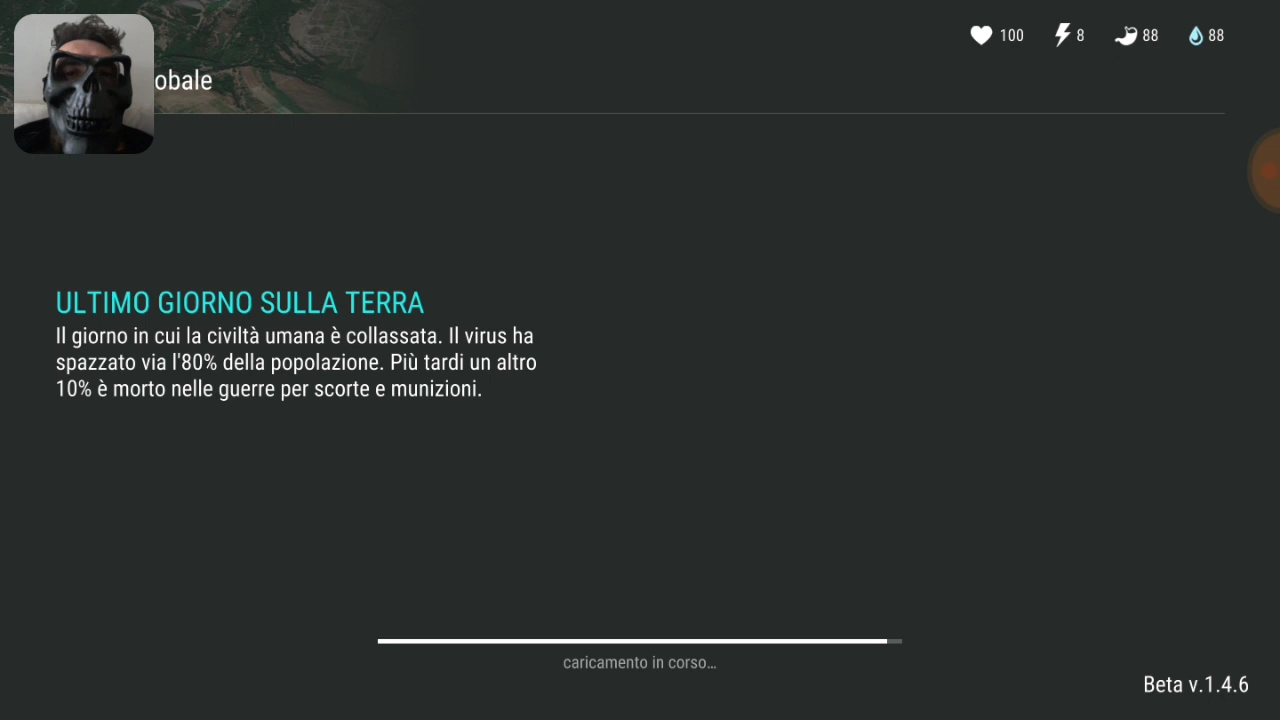 100
8
88
88
obale
ULTIMO GIORNO SULLA TERRA
Il giorno in cui la civiltà umana è collassata. Il virus ha
spazzato via l'80% della popolazione. Più tardi un altro
10% è morto nelle guerre per scorte e munizioni.
caricamento in corso...
Beta v.1.4.6